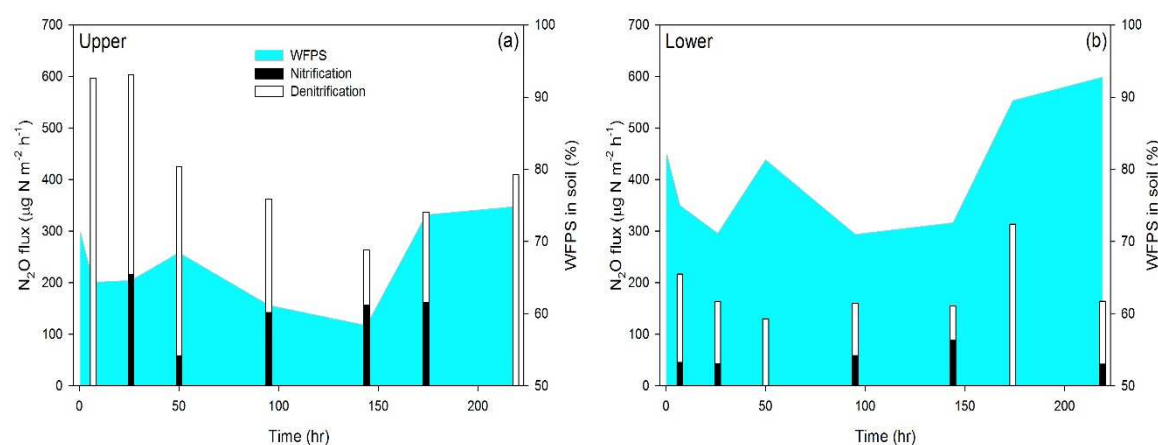 Upper
(a)
WFPS
Nitrification
Denitrification
700
600
500
400
300
200
100
0
N₂O flux (µg N m⁻² h⁻¹)
100
90
80
70
60
50
WFPS in soil (%)
0 50 100 150 200
Time (hr)
Lower
(b)
700
600
500
400
300
200
100
0
N₂O flux (µg N m⁻² h⁻¹)
100
90
80
70
60
50
WFPS in soil (%)
0 50 100 150 200
Time (hr)